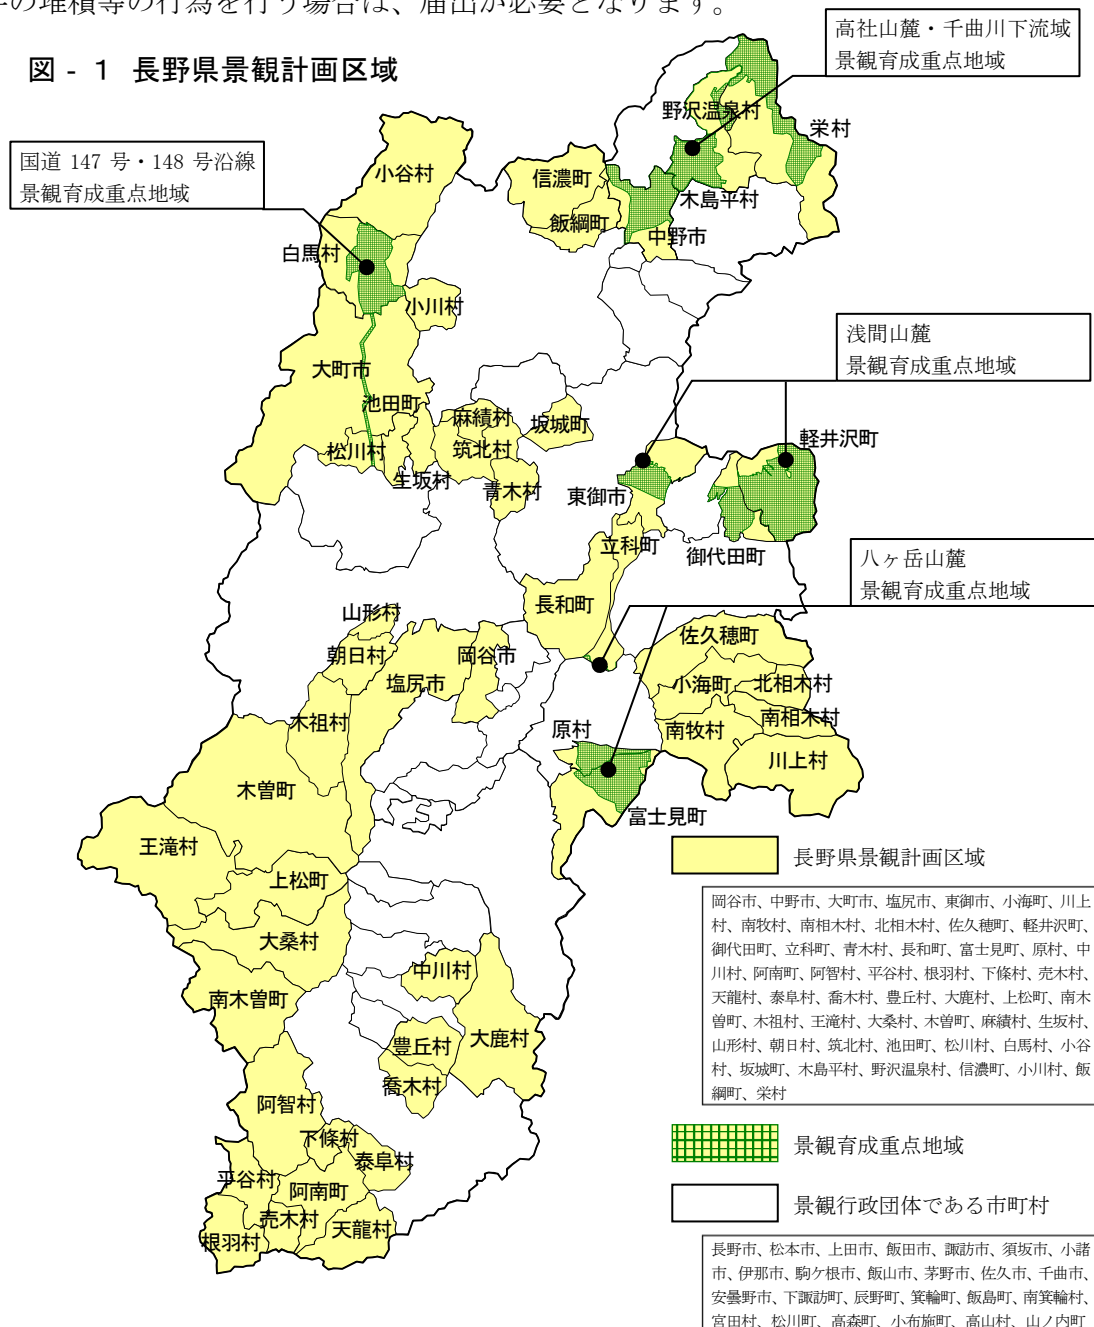 等の堆積等の行為を行う場合は、届出が必要となります。
図 - 1 長野県景観計画区域
高社山麓・千曲川下流域
景観育成重点地域
国道 147 号・148 号沿線
景観育成重点地域
野沢温泉村
栄村
小谷村
信濃町
木島平村
飯綱町
中野市
白馬村
小川村
浅間山麓
景観育成重点地域
大町市
池田町
麻績村
坂城町
軽井沢町
松川村
筑北村
生坂村
青木村
東御市
立科町
御代田町
八ヶ岳山麓
景観育成重点地域
長和町
山形村
佐久穂町
朝日村
岡谷市
塩尻市
小海町
北相木村
木祖村
原村
南牧村
南相木村
川上村
木曽町
富士見町
王滝村
長野県景観計画区域
上松町
岡谷市、中野市、大町市、塩尻市、東御市、小海町、川上
村、南牧村、南相木村、北相木村、佐久穂町、軽井沢町、
御代田町、立科町、青木村、長和町、富士見町、原村、中
川村、阿南町、阿智村、平谷村、根羽村、下條村、売木村、
天龍村、泰阜村、喬木村、豊丘村、大鹿村、上松町、南木
曽町、木祖村、王滝村、大桑村、木曽町、麻績村、生坂村、
山形村、朝日村、筑北村、池田町、松川村、白馬村、小谷
村、坂城町、木島平村、野沢温泉村、信濃町、小川村、飯
綱町、栄村
大桑村
中川村
南木曽町
大鹿村
豊丘村
喬木村
阿智村
下條村
景観育成重点地域
泰阜村
平谷村
阿南町
景観行政団体である市町村
売木村
天龍村
根羽村
長野市、松本市、上田市、飯田市、諏訪市、須坂市、小諸
市、伊那市、駒ケ根市、飯山市、茅野市、佐久市、千曲市、
安曇野市、下諏訪町、辰野町、箕輪町、飯島町、南箕輪村、
宮田村、松川町、高森町、小布施町、高山村、山ノ内町